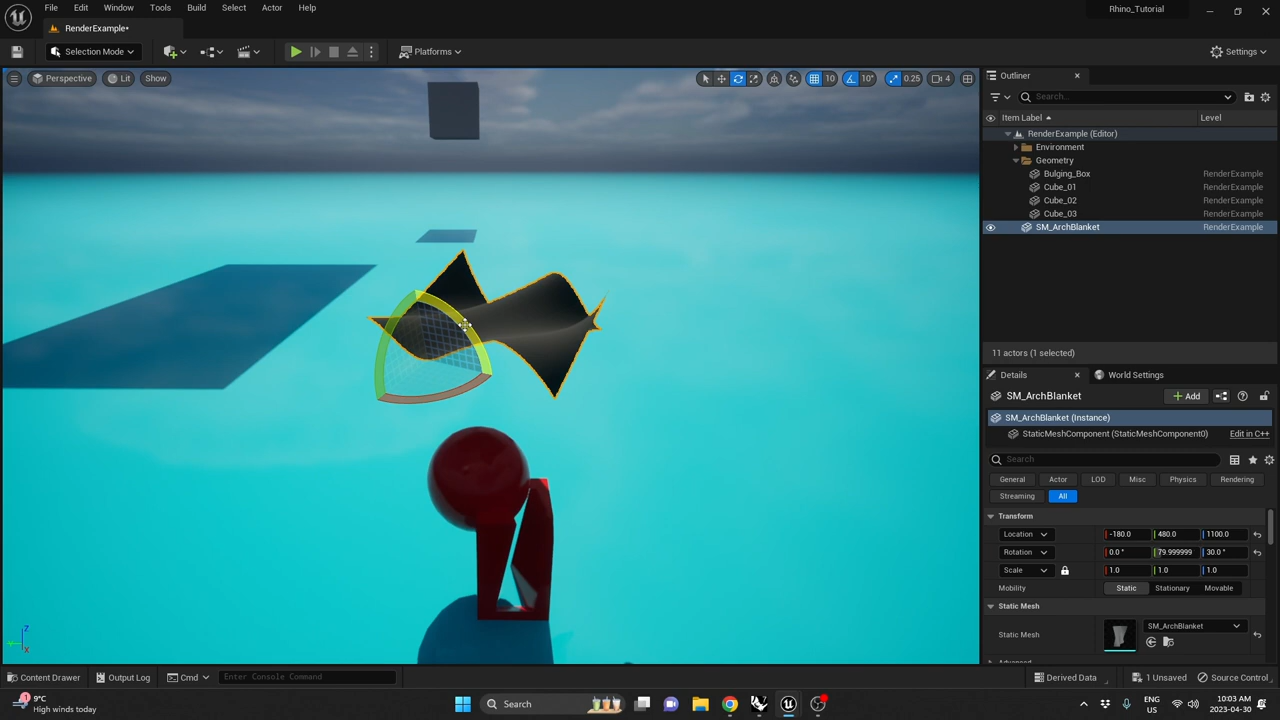 File Edit Window Tools Build Select Actor Help
Rhino_Tutorial
RenderExample*
Selection Mode
Platforms
Settings
Perspective Lit Show
10 10° 0.25 4
Outliner
Search...
Item Label Level
RenderExample (Editor)
Environment
Geometry
Bulging_Box RenderExample
Cube_01 RenderExample
Cube_02 RenderExample
Cube_03 RenderExample
SM_ArchBlanket RenderExample
11 actors (1 selected)
Details World Settings
SM_ArchBlanket
Add
SM_ArchBlanket (Instance)
StaticMeshComponent (StaticMeshComponent0) Edit in C++
Search
General Actor LOD Misc Physics Rendering
Streaming All
Transform
Location -180.0 480.0 1100.0
Rotation 0.0 ° 79.999999 30.0 °
Scale 1.0 1.0 1.0
Mobility Static Stationary Movable
Static Mesh
SM_ArchBlanket
Static Mesh
Advanced
Z
Y
X
Content Drawer Output Log Cmd Enter Console Command
Derived Data 1 Unsaved Source Control
9°C
High winds today
Search
ENG
US
10:03 AM
2023-04-30